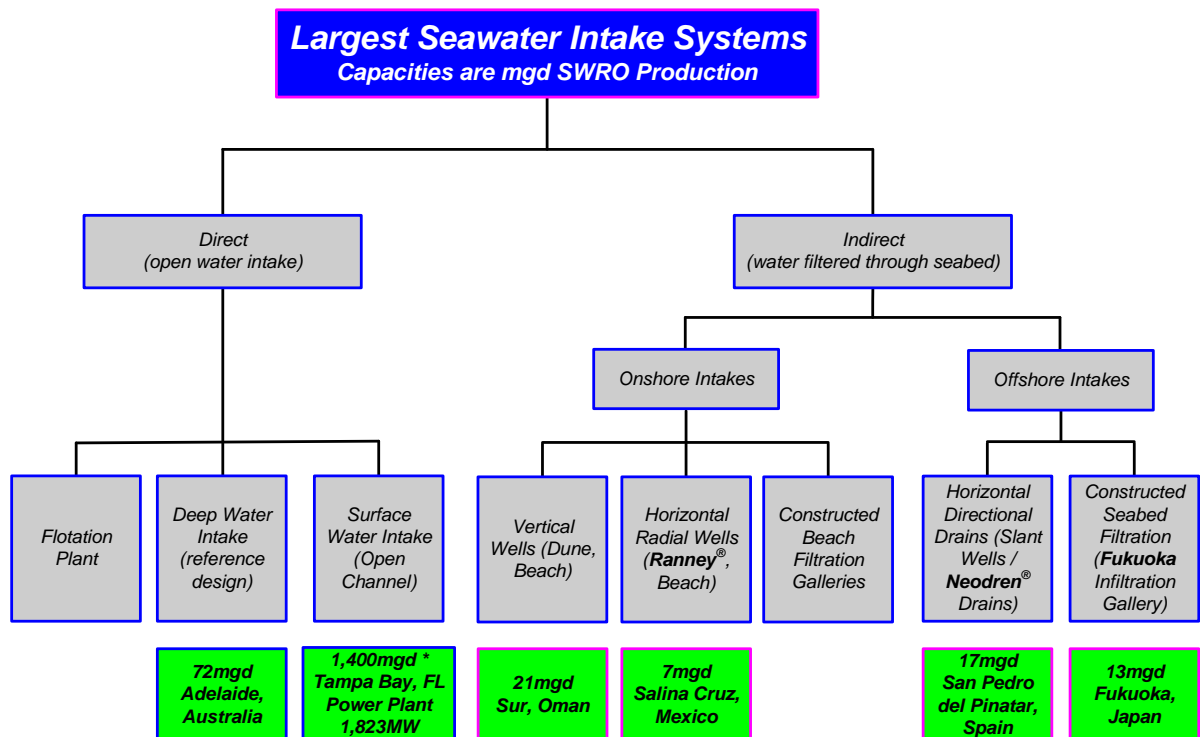 Largest Seawater Intake Systems
Capacities are mgd SWRO Production
Direct
(open water intake)
Indirect
(water filtered through seabed)
Onshore Intakes
Offshore Intakes
Flotation
Plant
Deep Water
Intake
(reference
design)
Surface
Water Intake
(Open
Channel)
Vertical
Wells (Dune,
Beach)
Horizontal
Radial Wells
(Ranney®,
Beach)
Constructed
Beach
Filtration
Galleries
Horizontal
Directional
Drains (Slant
Wells /
Neodren®
Drains)
Constructed
Seabed
Filtration
(Fukuoka
Infiltration
Gallery)
72mgd
Adelaide,
Australia
1,400mgd *
Tampa Bay, FL
Power Plant
1,823MW
21mgd
Sur, Oman
7mgd
Salina Cruz,
Mexico
17mgd
San Pedro
del Pinatar,
Spain
13mgd
Fukuoka,
Japan